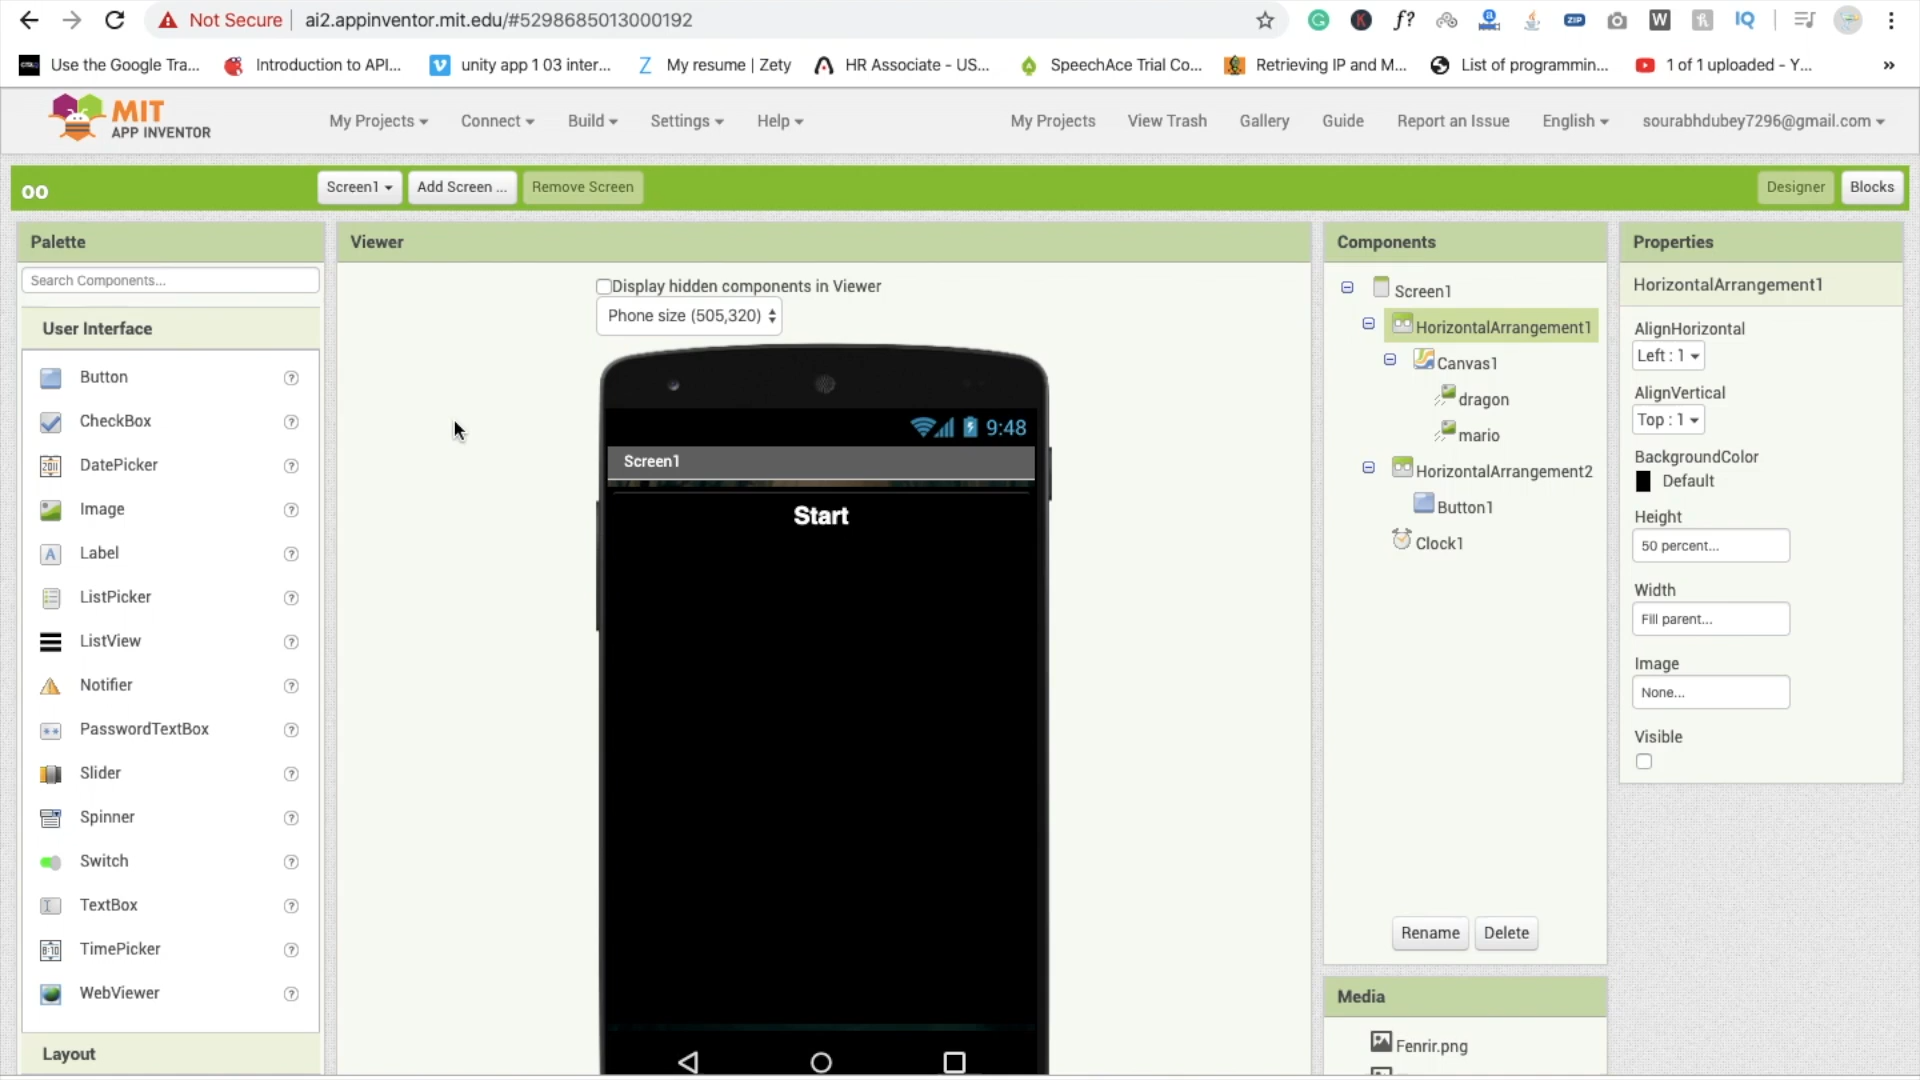 Not Secure | ai2.appinventor.mit.edu/#5298685013000192
Use the Google Tra... Introduction to API... unity app 1 03 inter... My resume | Zety HR Associate - US... SpeechAce Trial Co... Retrieving IP and M... List of programmin... 1 of 1 uploaded - Y... »
MIT
APP INVENTOR
My Projects Connect Build Settings Help My Projects View Trash Gallery Guide Report an Issue English sourabhdubey7296@gmail.com
oo Screen1 Add Screen ... Remove Screen Designer Blocks
Palette Viewer Components Properties
Search Components...
Display hidden components in Viewer
Phone size (505,320)
User Interface
Button
CheckBox
DatePicker
Image
Label
ListPicker
ListView
Notifier
PasswordTextBox
Slider
Spinner
Switch
TextBox
TimePicker
WebViewer
Layout
9:48
Screen1
Start
Screen1
HorizontalArrangement1
Canvas1
dragon
mario
HorizontalArrangement2
Button1
Clock1
Rename Delete
Media
Fenrir.png
HorizontalArrangement1
AlignHorizontal
Left : 1
AlignVertical
Top : 1
BackgroundColor
Default
Height
50 percent...
Width
Fill parent...
Image
None...
Visible